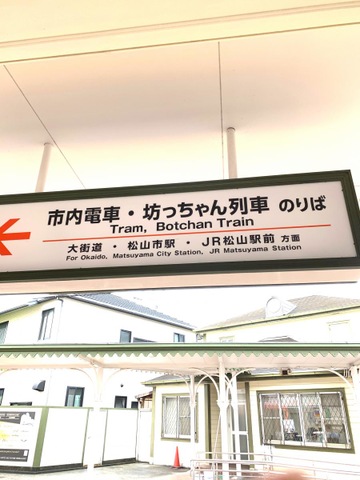 市内電車・坊っちゃん列車 のりば
Tram, Botchan Train
大街道・松山市駅・JR松山駅前 方面
For Okaido, Matsuyama City Station, JR Matsuyama Station